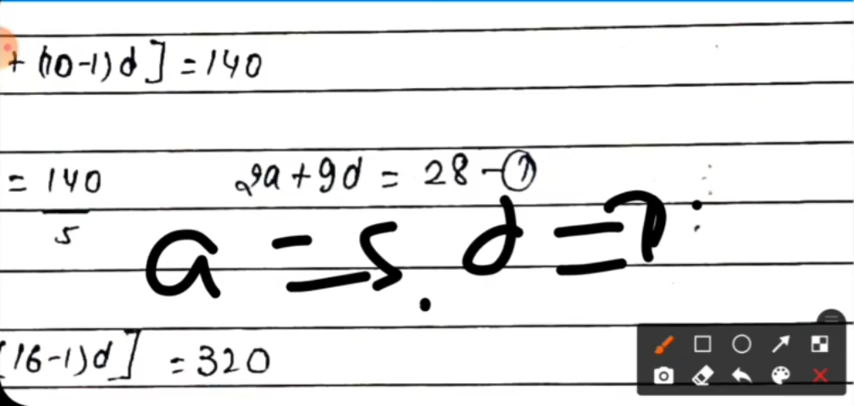 + (10-1)d] = 140
= 140/5 2a + 9d = 28 - ①
a = 5. d = ?
[16-1)d] = 320